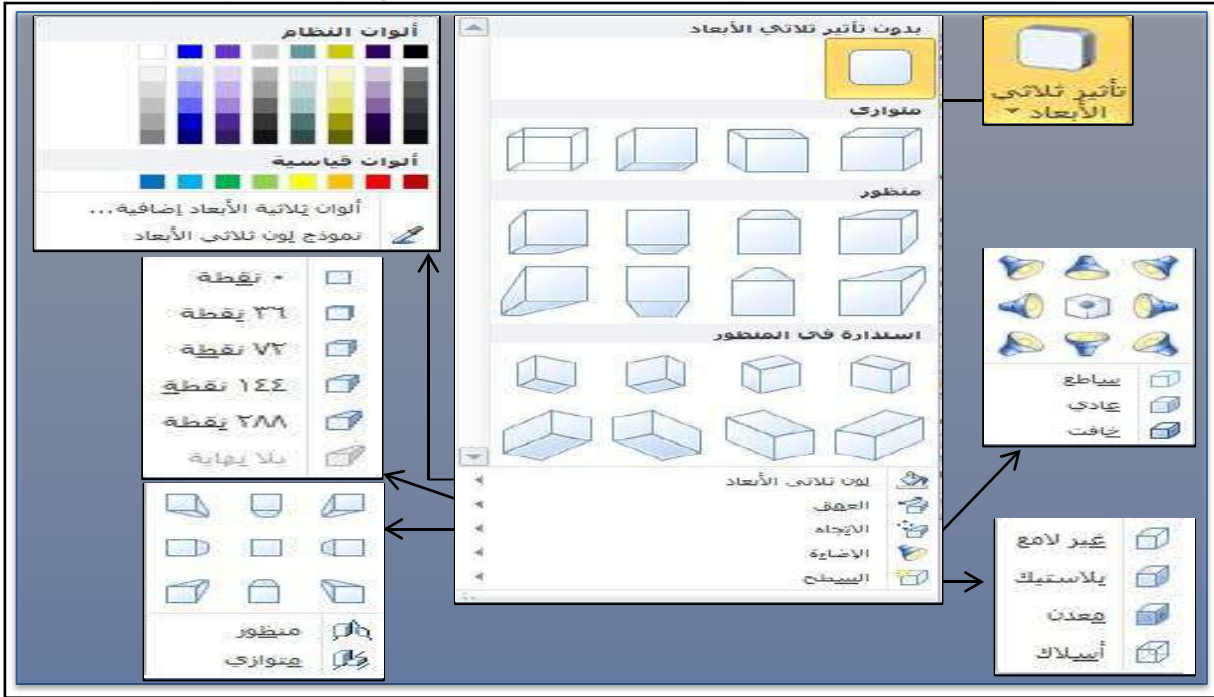 تأثير ثلاثي
الأبعاد
بدون تأثير ثلاثي الأبعاد
متوازي
منظور
استدارة في المنظور
لون ثلاثي الأبعاد
العمق
الاتجاه
الإضاءة
السطح
ألوان النظام
ألوان قياسية
ألوان ثلاثية الأبعاد إضافية...
نموذج لون ثلاثي الأبعاد
٠ نقطة
٣٦ نقطة
٧٢ نقطة
١٤٤ نقطة
٢٨٨ نقطة
بلا نهاية
منظور
متوازي
ساطع
عادي
خافت
غير لامع
بلاستيك
معدن
أسلاك